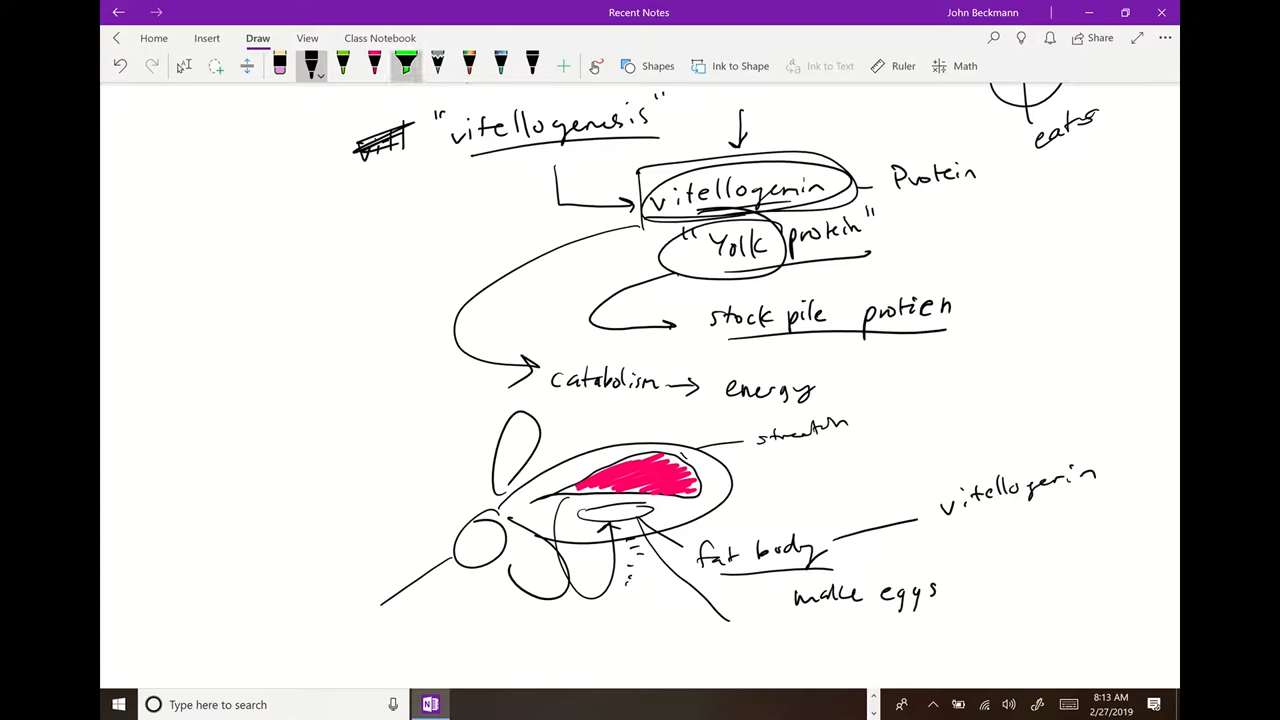 Recent Notes
John Beckmann
Home Insert Draw View Class Notebook
Share
Shapes Ink to Shape Ink to Text Ruler Math
"vitellogenesis"
eats
vitellogenin
Protein
"Yolk protein"
stock pile protien
catabolism → energy
stretch
vitellogerin
fat body
make eggs
Type here to search
8:13 AM
2/27/2019